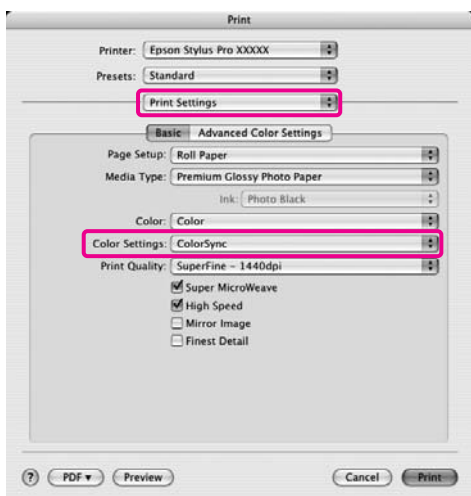 Print
Printer: Epson Stylus Pro XXXXX
Presets: Standard
Print Settings
Basic Advanced Color Settings
Page Setup: Roll Paper
Media Type: Premium Glossy Photo Paper
Ink: Photo Black
Color: Color
Color Settings: ColorSync
Print Quality: SuperFine – 1440dpi
Super MicroWeave
High Speed
Mirror Image
Finest Detail
? PDF▼ Preview Cancel Print